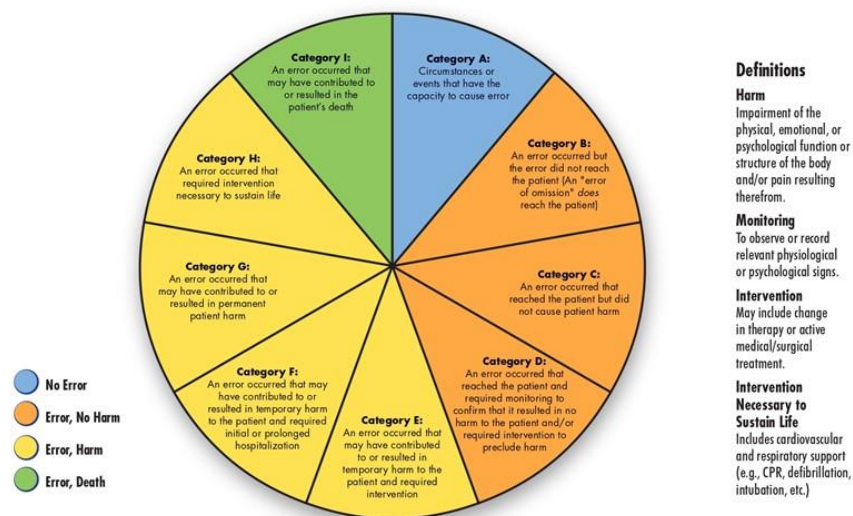 Category A:
Circumstances or
events that have the
capacity to cause error
Category B:
An error occurred but
the error did not reach
the patient (An "error
of omission" does
reach the patient)
Category C:
An error occurred that
reached the patient but did
not cause patient harm
Category D:
An error occurred that
reached the patient and
required monitoring to
confirm that it resulted in no
harm to the patient and/or
required intervention to
preclude harm
Category E:
An error occurred that
may have contributed
to or resulted in
temporary harm to the
patient and required
intervention
Category F:
An error occurred that may
have contributed to or
resulted in temporary harm
to the patient and required
initial or prolonged
hospitalization
Category G:
An error occurred that
may have contributed to or
resulted in permanent
patient harm
Category H:
An error occurred that
required intervention
necessary to sustain life
Category I:
An error occurred that
may have contributed to
or resulted in the
patient's death
No Error
Error, No Harm
Error, Harm
Error, Death
Definitions
Harm
Impairment of the
physical, emotional, or
psychological function or
structure of the body
and/or pain resulting
therefrom.
Monitoring
To observe or record
relevant physiological
or psychological signs.
Intervention
May include change
in therapy or active
medical/surgical
treatment.
Intervention
Necessary to
Sustain Life
Includes cardiovascular
and respiratory support
(e.g., CPR, defibrillation,
intubation, etc.)